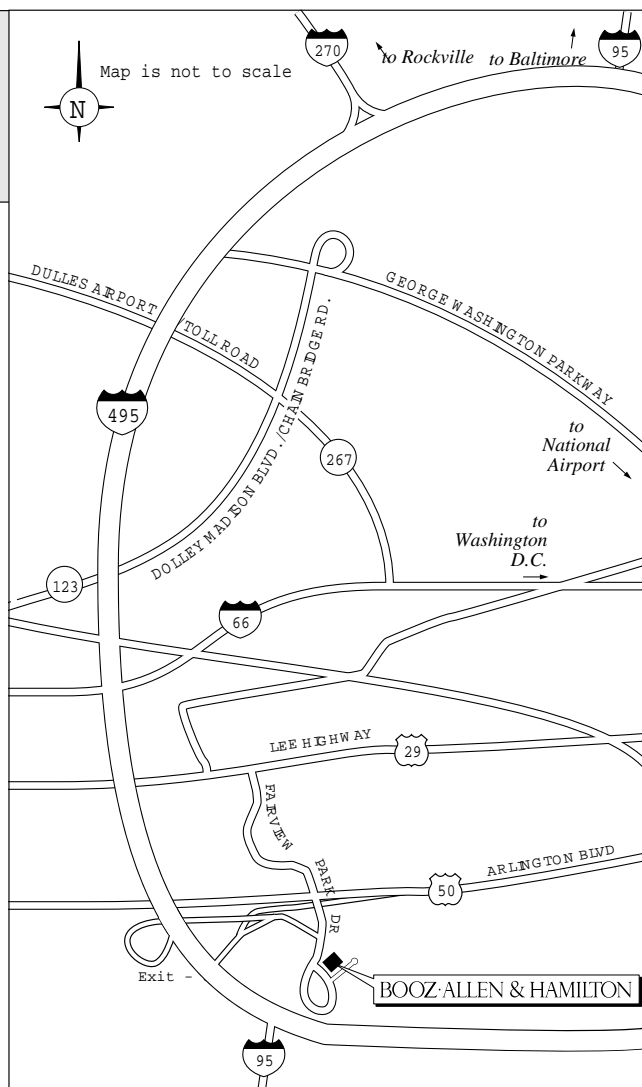 270
to Rockville
to Baltimore
95
Map is not to scale
N
DULLES AIRPORT /TOLL ROAD
GEORGE WASHINGTON PARKWAY
DOLLEY MADISON BLVD./CHAIN BRIDGE RD.
495
to
National
Airport
267
to
Washington
D.C.
123
66
LEE HIGHWAY
29
FAIRVIEW PARK DR
ARLINGTON BLVD
50
Exit -
BOOZ·ALLEN & HAMILTON
95